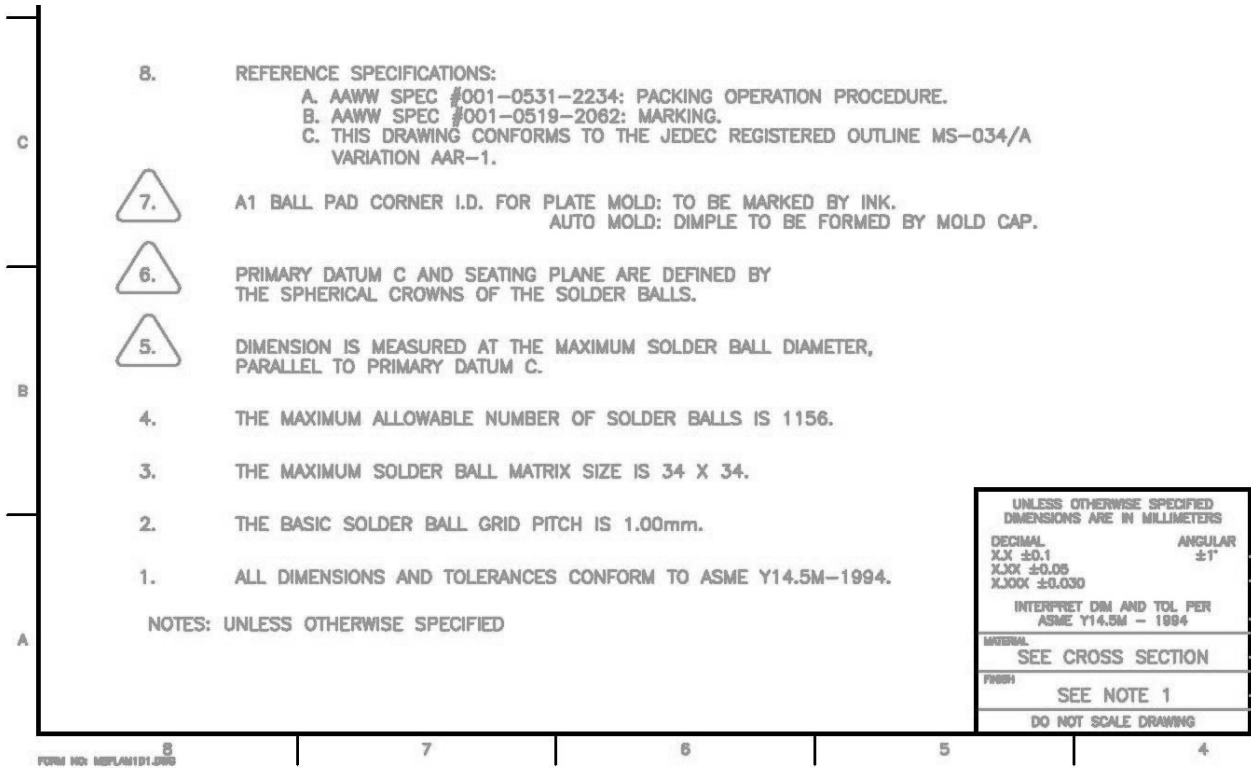 8. REFERENCE SPECIFICATIONS:
A. AAWW SPEC #001-0531-2234: PACKING OPERATION PROCEDURE.
B. AAWW SPEC #001-0519-2062: MARKING.
C. THIS DRAWING CONFORMS TO THE JEDEC REGISTERED OUTLINE MS-034/A
VARIATION AAR-1.
C
7. A1 BALL PAD CORNER I.D. FOR PLATE MOLD: TO BE MARKED BY INK.
AUTO MOLD: DIMPLE TO BE FORMED BY MOLD CAP.
6. PRIMARY DATUM C AND SEATING PLANE ARE DEFINED BY
THE SPHERICAL CROWNS OF THE SOLDER BALLS.
5. DIMENSION IS MEASURED AT THE MAXIMUM SOLDER BALL DIAMETER,
PARALLEL TO PRIMARY DATUM C.
B
4. THE MAXIMUM ALLOWABLE NUMBER OF SOLDER BALLS IS 1156.
3. THE MAXIMUM SOLDER BALL MATRIX SIZE IS 34 X 34.
2. THE BASIC SOLDER BALL GRID PITCH IS 1.00mm.
1. ALL DIMENSIONS AND TOLERANCES CONFORM TO ASME Y14.5M-1994.
NOTES: UNLESS OTHERWISE SPECIFIED
A
UNLESS OTHERWISE SPECIFIED
DIMENSIONS ARE IN MILLIMETERS
DECIMAL ANGULAR
X.X ±0.1 ±1°
X.XX ±0.05
X.XXX ±0.030
INTERPRET DIM AND TOL PER
ASME Y14.5M - 1994
MATERIAL
SEE CROSS SECTION
FINISH
SEE NOTE 1
DO NOT SCALE DRAWING
8 7 6 5 4
FORM NO: